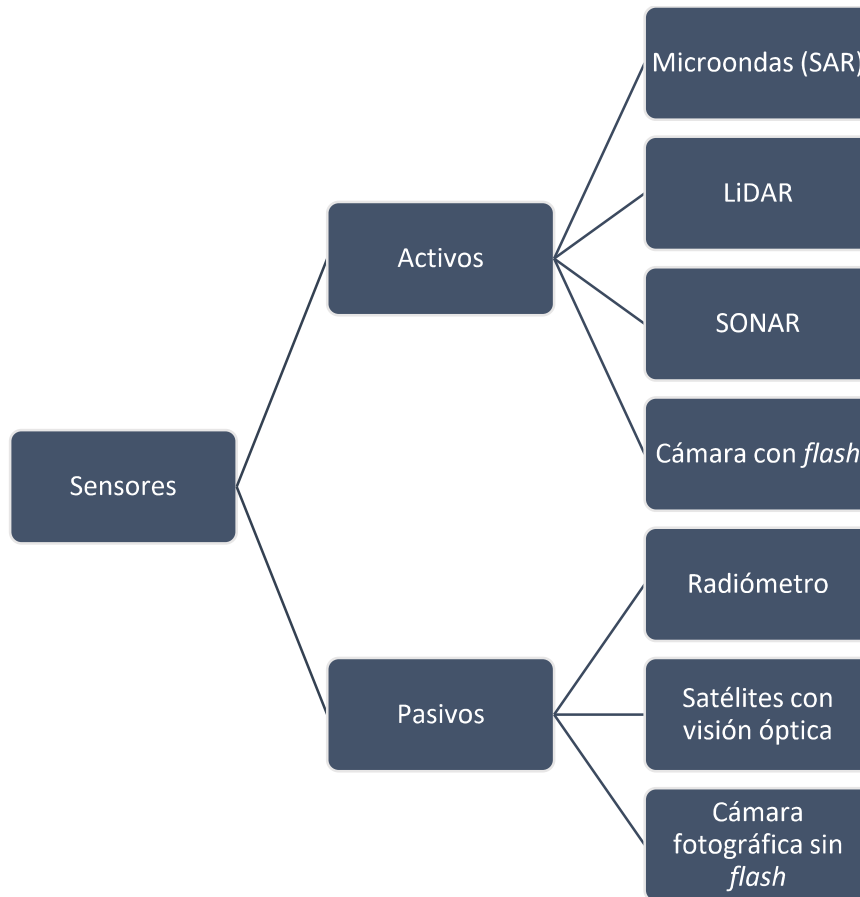 Sensores
Activos
Microondas (SAR)
LiDAR
SONAR
Cámara con flash
Pasivos
Radiómetro
Satélites con
visión óptica
Cámara
fotográfica sin
flash